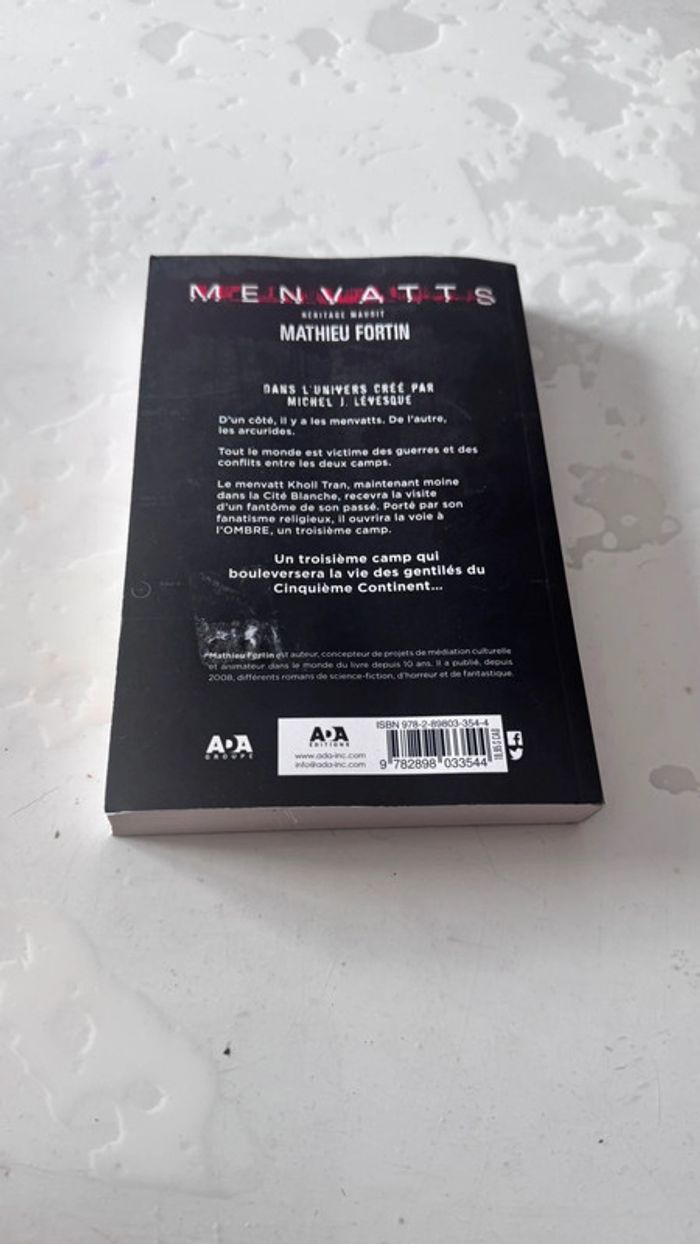 MENVATTS
HÉRITAGE MAUDIT
MATHIEU FORTIN
DANS L'UNIVERS CRÉÉ PAR
MICHEL J. LÉVESQUE
D'un côté, il y a les menvatts. De l'autre,
les arcurides.
Tout le monde est victime des guerres et des
conflits entre les deux camps.
Le menvatt Kholl Tran, maintenant moine
dans la Cité Blanche, recevra la visite
d'un fantôme de son passé. Porté par son
fanatisme religieux, il ouvrira la voie à
l'OMBRE, un troisième camp.
Un troisième camp qui
bouleversera la vie des gentilés du
Cinquième Continent...
Mathieu Fortin est auteur, concepteur de projets de médiation culturelle
et animateur dans le monde du livre depuis 10 ans. Il a publié, depuis
2008, différents romans de science-fiction, d'horreur et de fantastique.
ADA
GROUPE
ADA
ÉDITIONS
www.ada-inc.com
info@ada-inc.com
ISBN 978-2-89803-354-4
9 782898 033544
19,95 $ CAD